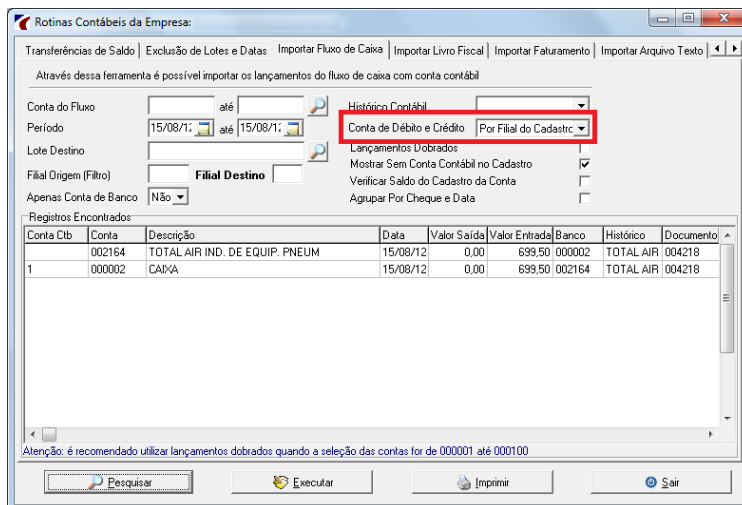 Rotinas Contábeis da Empresa:
Transferências de Saldo Exclusão de Lotes e Datas Importar Fluxo de Caixa Importar Livro Fiscal Importar Faturamento Importar Arquivo Texto
Através dessa ferramenta é possível importar os lançamentos do fluxo de caixa com conta contábil
Conta do Fluxo até Histórico Contábil
Período 15/08/1 até 15/08/1 Conta de Débito e Crédito Por Filial do Cadastro
Lote Destino Lançamentos Dobrados
Mostrar Sem Conta Contábil no Cadastro
Filial Origem (Filtro) Filial Destino Verificar Saldo do Cadastro da Conta
Apenas Conta de Banco Não Agrupar Por Cheque e Data
Registros Encontrados
Conta Ctb Conta Descrição Data Valor Saída Valor Entrada Banco Histórico Documento
002164 TOTAL AIR IND. DE EQUIP. PNEUM 15/08/12 0,00 699,50 000002 TOTAL AIR 004218
1 000002 CAIXA 15/08/12 0,00 699,50 002164 TOTAL AIR 004218
Atenção: é recomendado utilizar lançamentos dobrados quando a seleção das contas for de 000001 até 000100
Pesquisar Executar Imprimir Sair